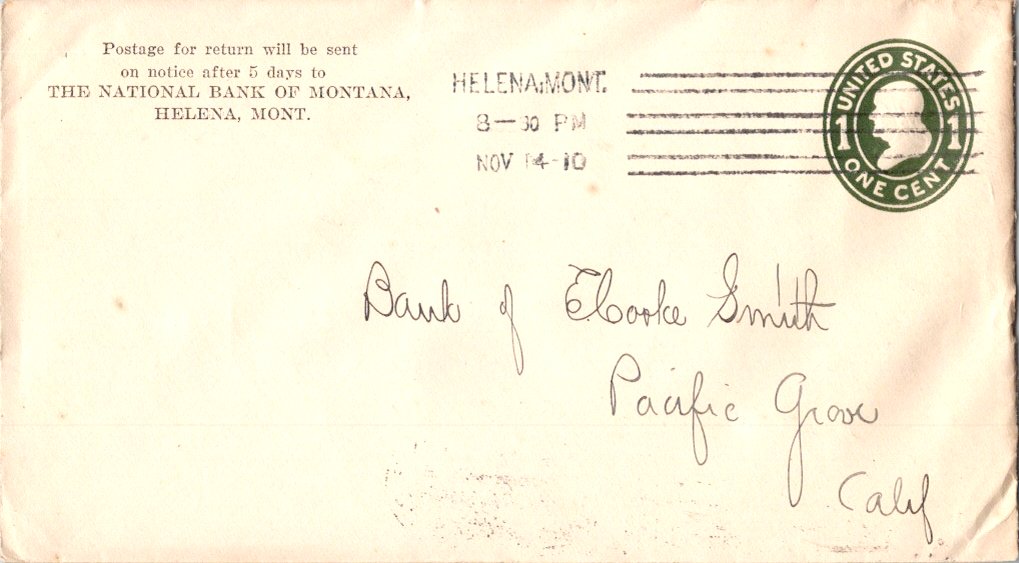 Postage for return will be sent
on notice after 5 days to
THE NATIONAL BANK OF MONTANA,
HELENA, MONT.
HELENA, MONT.
8-30 PM
NOV 14-10
UNITED STATES
1 1
ONE CENT
Bank of E Cooke Smith
Pacific Grove
Calif